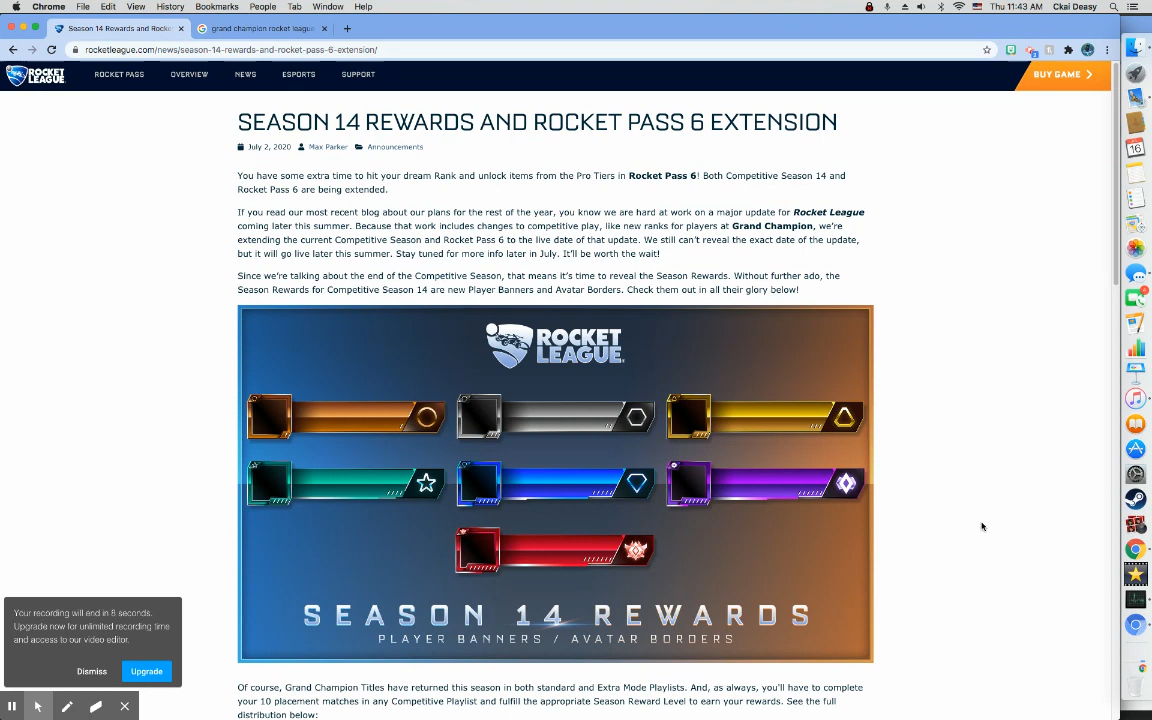 Chrome File Edit View History Bookmarks People Tab Window Help Thu 11:43 AM Ckai Deasy
Season 14 Rewards and Rocke
grand champion rocket league
rocketleague.com/news/season-14-rewards-and-rocket-pass-6-extension/
ROCKET LEAGUE ROCKET PASS OVERVIEW NEWS ESPORTS SUPPORT BUY GAME
SEASON 14 REWARDS AND ROCKET PASS 6 EXTENSION
July 2, 2020 Max Parker Announcements
You have some extra time to hit your dream Rank and unlock items from the Pro Tiers in Rocket Pass 6! Both Competitive Season 14 and
Rocket Pass 6 are being extended.
If you read our most recent blog about our plans for the rest of the year, you know we are hard at work on a major update for Rocket League
coming later this summer. Because that work includes changes to competitive play, like new ranks for players at Grand Champion, we're
extending the current Competitive Season and Rocket Pass 6 to the live date of that update. We still can't reveal the exact date of the update,
but it will go live later this summer. Stay tuned for more info later in July. It'll be worth the wait!
Since we're talking about the end of the Competitive Season, that means it's time to reveal the Season Rewards. Without further ado, the
Season Rewards for Competitive Season 14 are new Player Banners and Avatar Borders. Check them out in all their glory below!
ROCKET
LEAGUE
SEASON 14 REWARDS
PLAYER BANNERS / AVATAR BORDERS
Of course, Grand Champion Titles have returned this season in both standard and Extra Mode Playlists. And, as always, you'll have to complete
your 10 placement matches in any Competitive Playlist and fulfill the appropriate Season Reward Level to earn your rewards. See the full
distribution below:
Your recording will end in 8 seconds.
Upgrade now for unlimited recording time
and access to our video editor.
Dismiss Upgrade
16